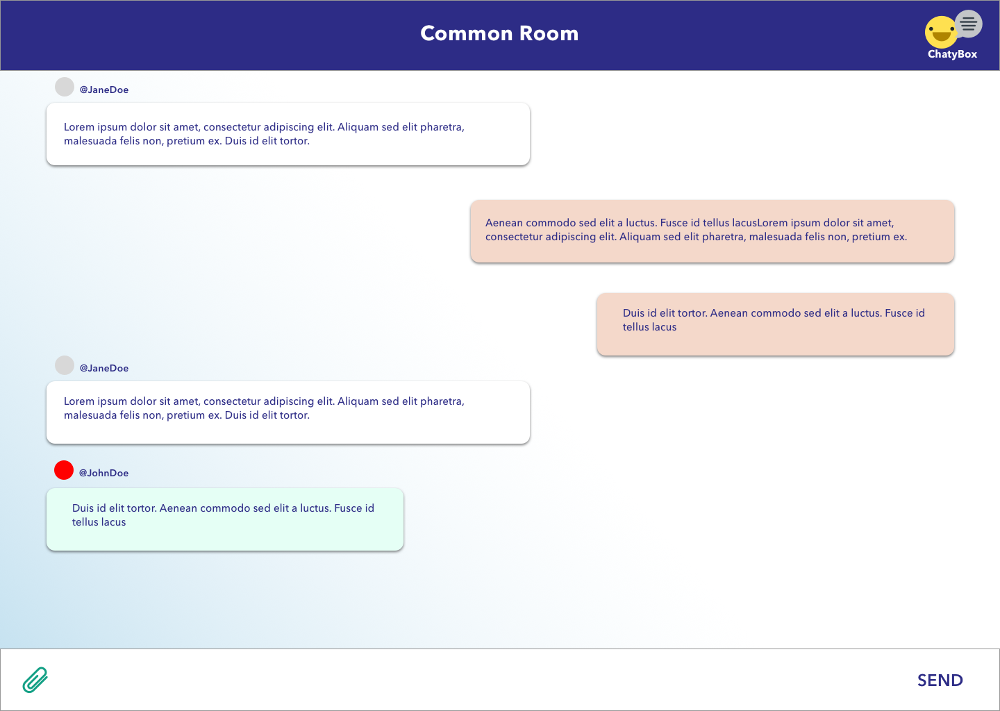 Common Room
ChatyBox
@JaneDoe
Lorem ipsum dolor sit amet, consectetur adipiscing elit. Aliquam sed elit pharetra,
malesuada felis non, pretium ex. Duis id elit tortor.
Aenean commodo sed elit a luctus. Fusce id tellus lacusLorem ipsum dolor sit amet,
consectetur adipiscing elit. Aliquam sed elit pharetra, malesuada felis non, pretium ex.
Duis id elit tortor. Aenean commodo sed elit a luctus. Fusce id
tellus lacus
@JaneDoe
Lorem ipsum dolor sit amet, consectetur adipiscing elit. Aliquam sed elit pharetra,
malesuada felis non, pretium ex. Duis id elit tortor.
@JohnDoe
Duis id elit tortor. Aenean commodo sed elit a luctus. Fusce id
tellus lacus
SEND